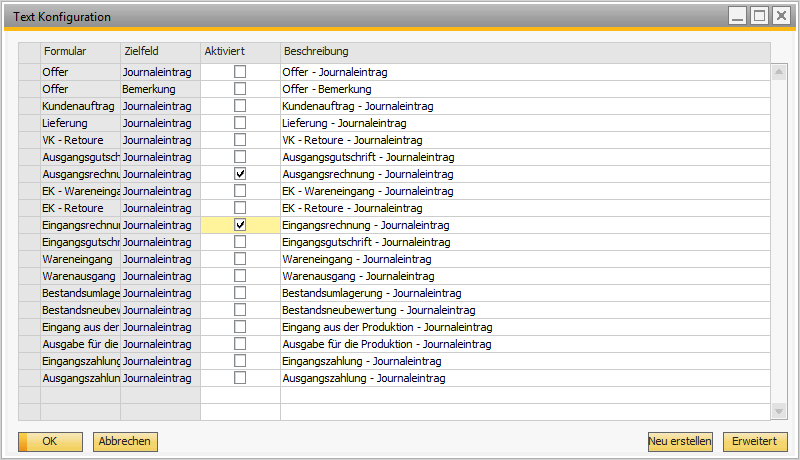 Text Konfiguration
Formular Zielfeld Aktiviert Beschreibung
Offer Journaleintrag Offer - Journaleintrag
Offer Bemerkung Offer - Bemerkung
Kundenauftrag Journaleintrag Kundenauftrag - Journaleintrag
Lieferung Journaleintrag Lieferung - Journaleintrag
VK - Retoure Journaleintrag VK - Retoure - Journaleintrag
Ausgangsgutsch Journaleintrag Ausgangsgutschrift - Journaleintrag
Ausgangsrechnu Journaleintrag Ausgangsrechnung - Journaleintrag
EK - Wareneinga Journaleintrag EK - Wareneingang - Journaleintrag
EK - Retoure Journaleintrag EK - Retoure - Journaleintrag
Eingangsrechnun Journaleintrag Eingangsrechnung - Journaleintrag
Eingangsgutschr Journaleintrag Eingangsgutschrift - Journaleintrag
Wareneingang Journaleintrag Wareneingang - Journaleintrag
Warenausgang Journaleintrag Warenausgang - Journaleintrag
Bestandsumlage Journaleintrag Bestandsumlagerung - Journaleintrag
Bestandsneubew Journaleintrag Bestandsneubewertung - Journaleintrag
Eingang aus der Journaleintrag Eingang aus der Produktion - Journaleintrag
Ausgabe für die Journaleintrag Ausgabe für die Produktion - Journaleintrag
Eingangszahlung Journaleintrag Eingangszahlung - Journaleintrag
Ausgangszahlun Journaleintrag Ausgangszahlung - Journaleintrag
OK Abbrechen Neu erstellen Erweitert